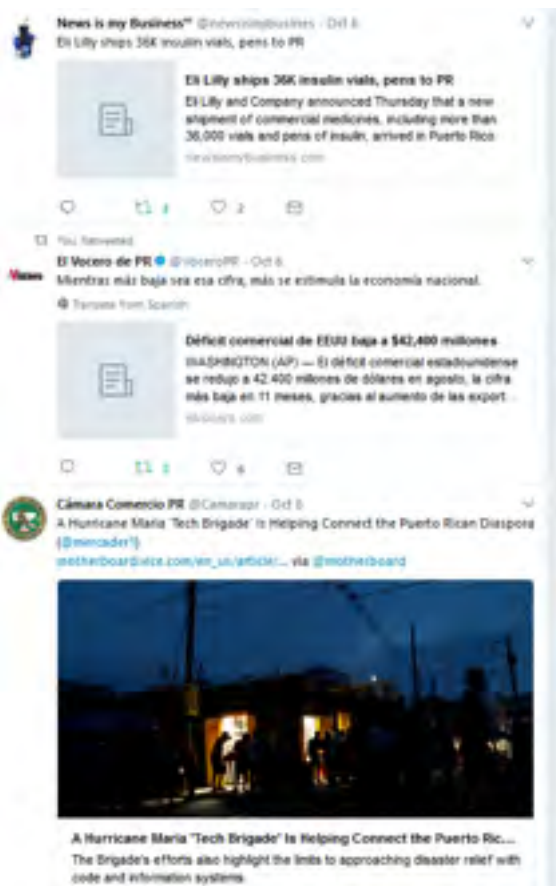 News is my Business™ @newsismybusines · Oct 6
Eli Lilly ships 36K insulin vials, pens to PR
Eli Lilly ships 36K insulin vials, pens to PR
Eli Lilly and Company announced Thursday that a new
shipment of commercial medicines, including more than
36,000 vials and pens of insulin, arrived in Puerto Rico
newsismybusiness.com
2
You Retweeted
El Vocero de PR @VoceroPR · Oct 6
Mientras más baja sea esa cifra, más se estimula la economía nacional.
Translate from Spanish
Déficit comercial de EEUU baja a $42,400 millones
WASHINGTON (AP) — El déficit comercial estadounidense
se redujo a 42.400 millones de dólares en agosto, la cifra
más baja en 11 meses, gracias al aumento de las export...
elvocero.com
Cámara Comercio PR @Camarapr · Oct 6
A Hurricane Maria 'Tech Brigade' Is Helping Connect the Puerto Rican Diaspora
motherboard.vice.com/en_us/article/... via @motherboard
A Hurricane Maria 'Tech Brigade' Is Helping Connect the Puerto Ric....
The Brigade's efforts also highlight the limits to approaching disaster relief with
code and information systems.